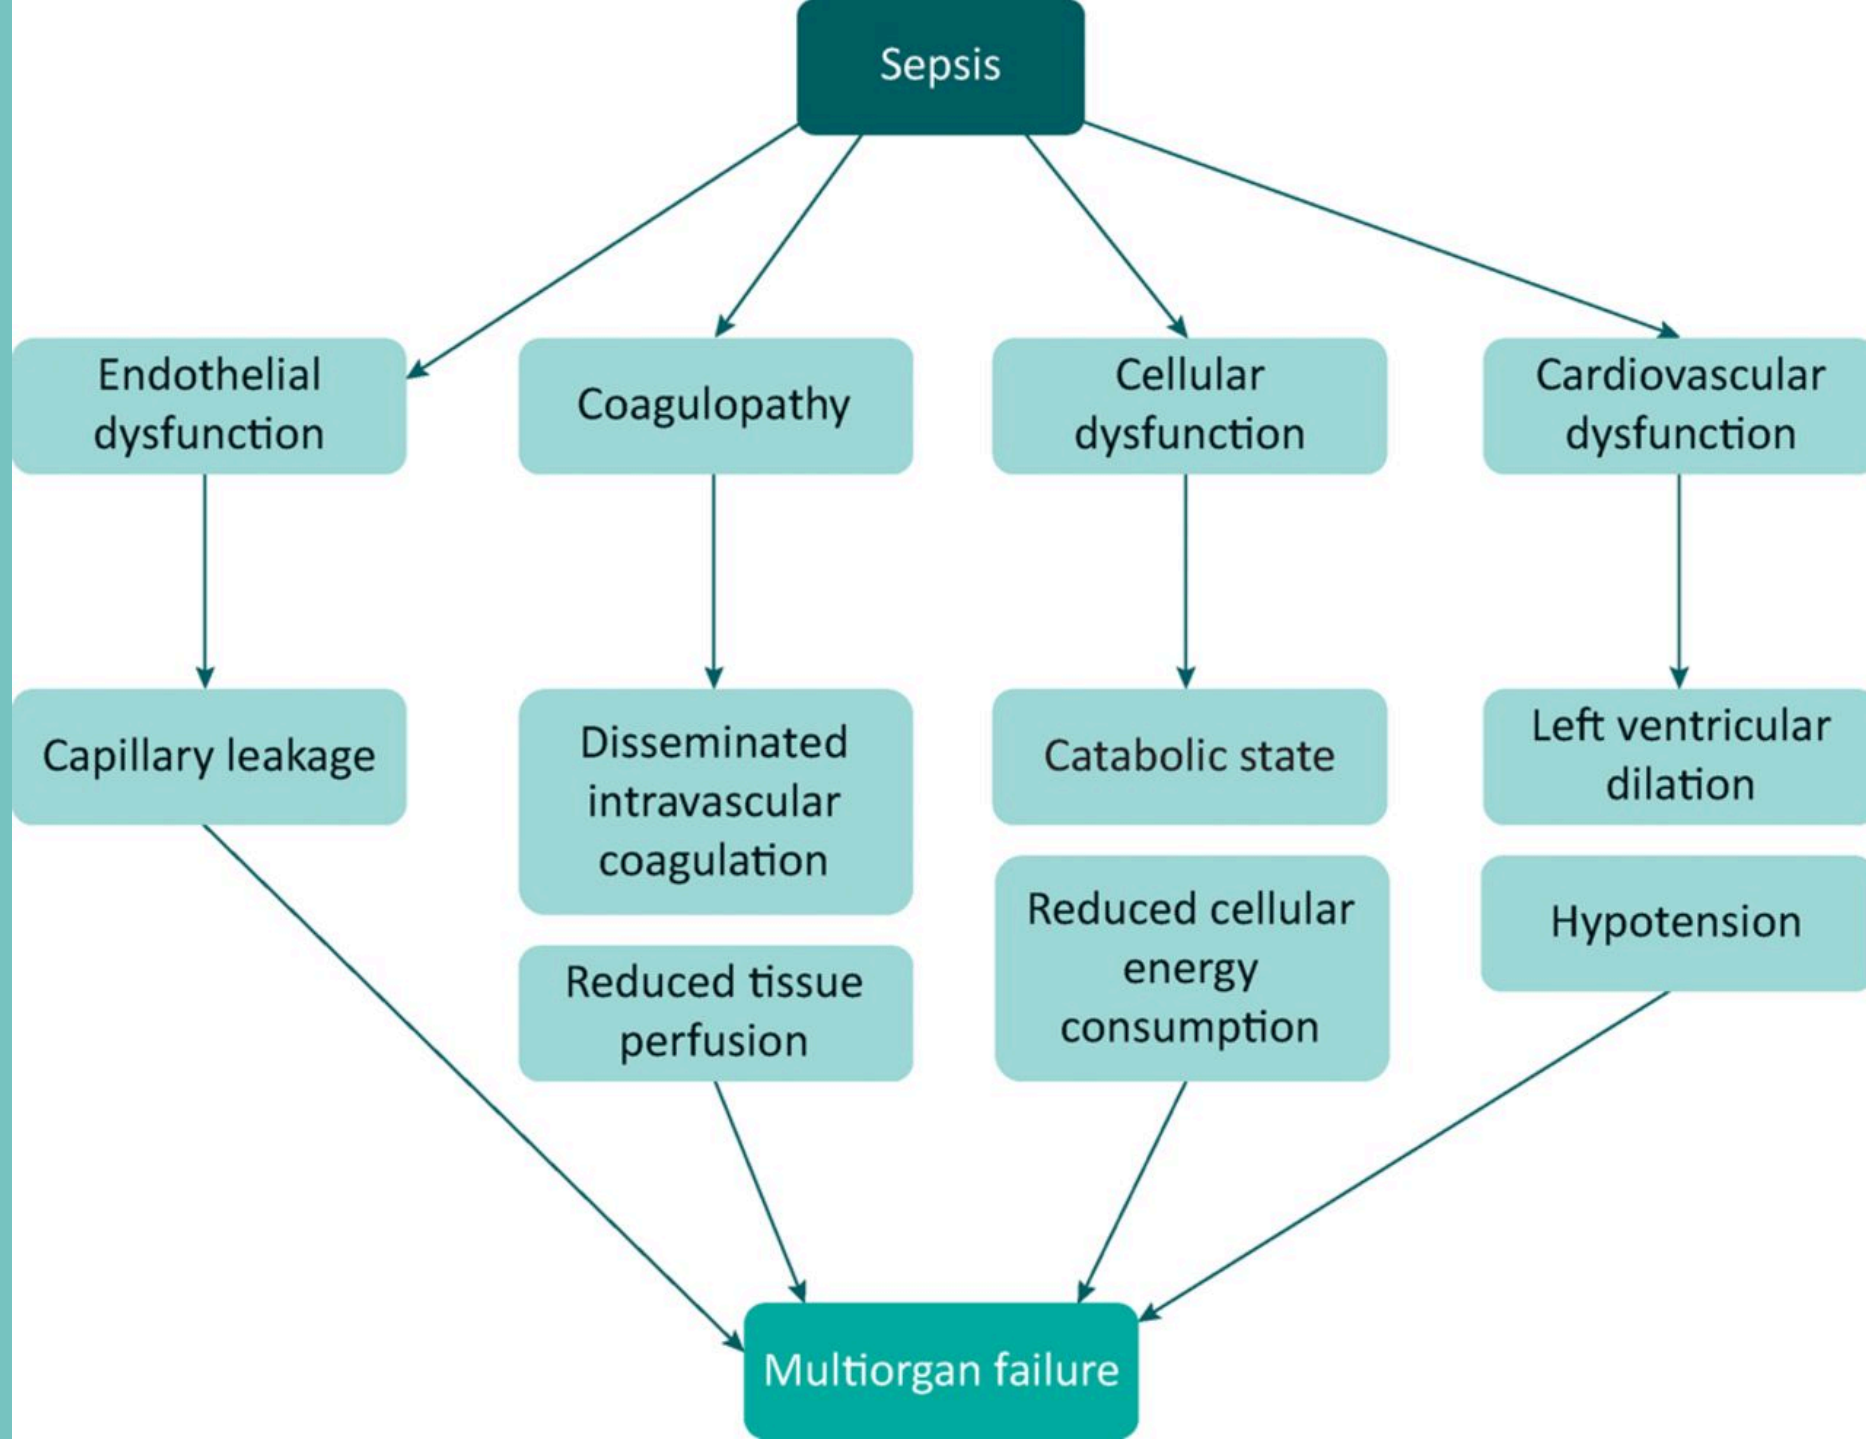 Sepsis
Endothelial
dysfunction
Coagulopathy
Cellular
dysfunction
Cardiovascular
dysfunction
Capillary leakage
Disseminated
intravascular
coagulation
Catabolic state
Left ventricular
dilation
Reduced tissue
perfusion
Reduced cellular
energy
consumption
Hypotension
Multiorgan failure